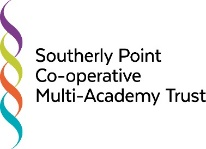 Southerly Point
Co-operative
Multi-Academy Trust